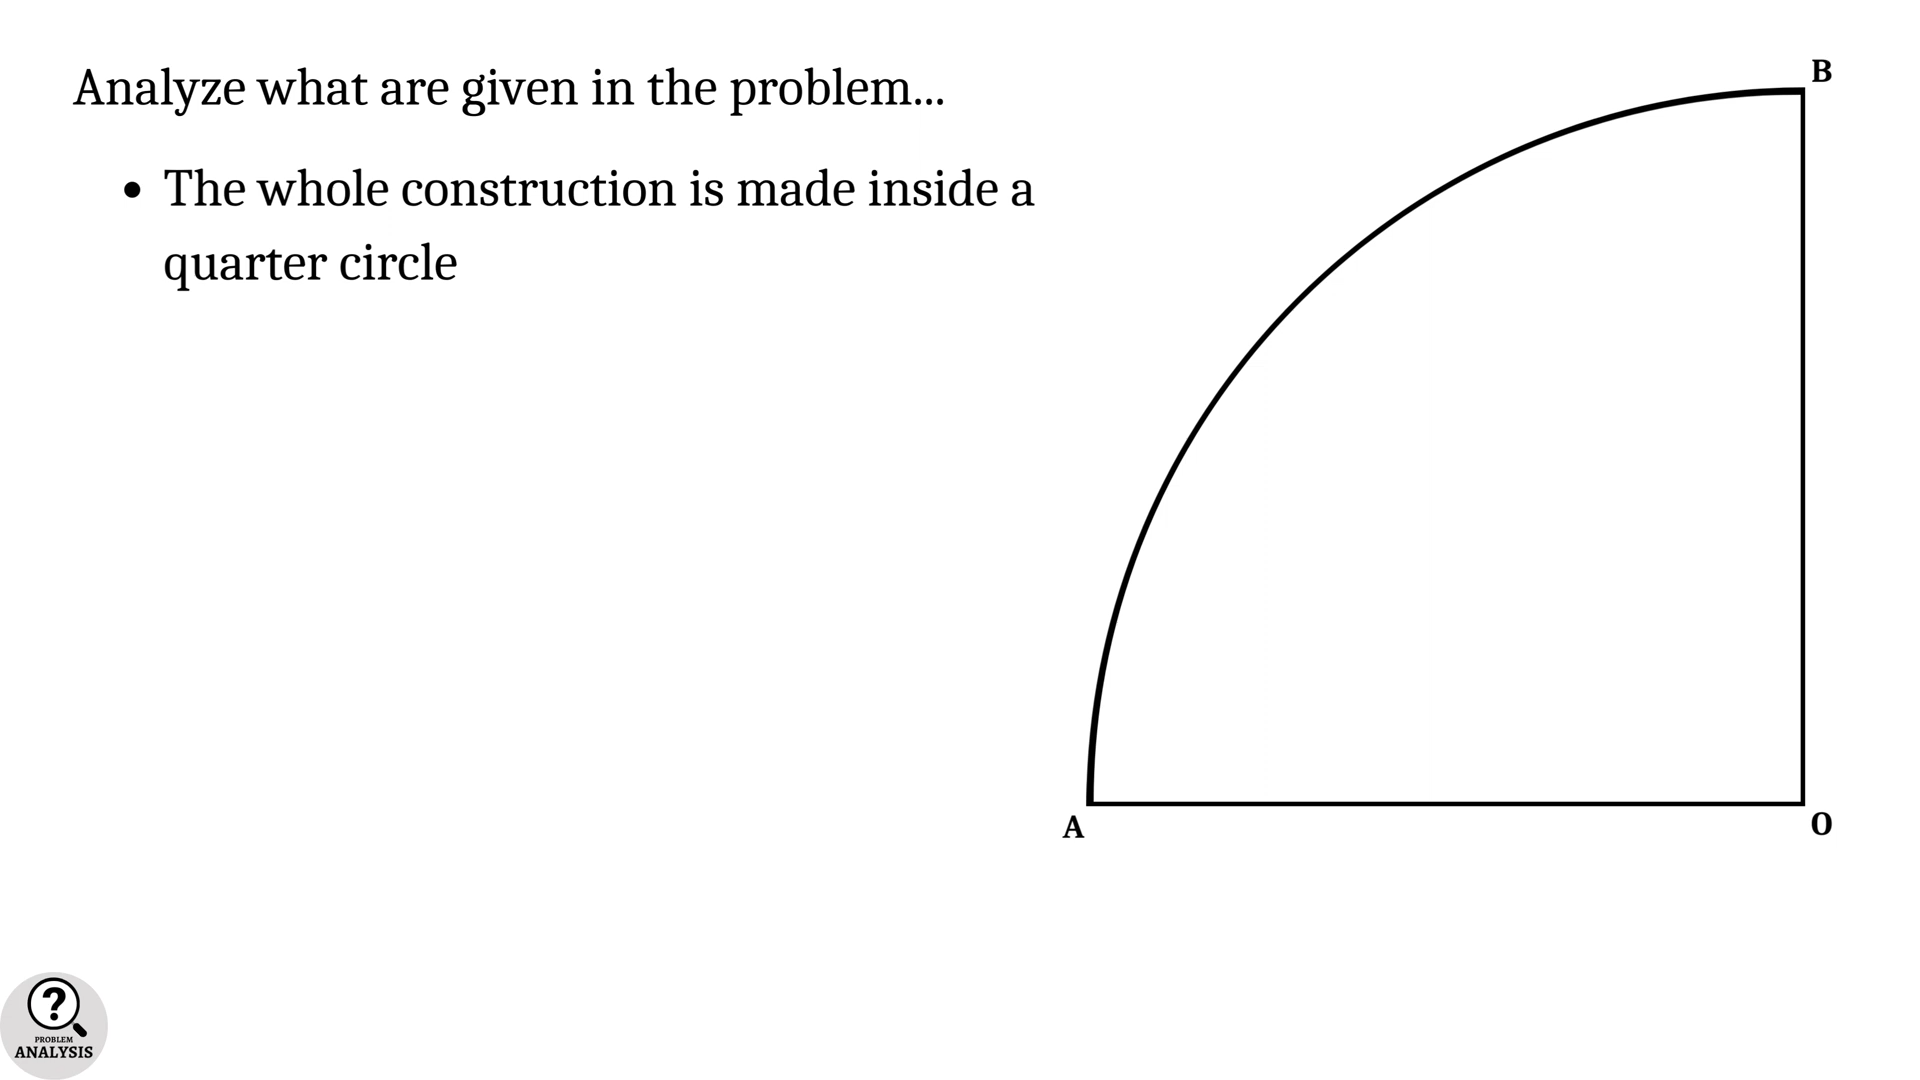 Analyze what are given in the problem...
• The whole construction is made inside a
quarter circle
B
A
O
?
PROBLEM
ANALYSIS